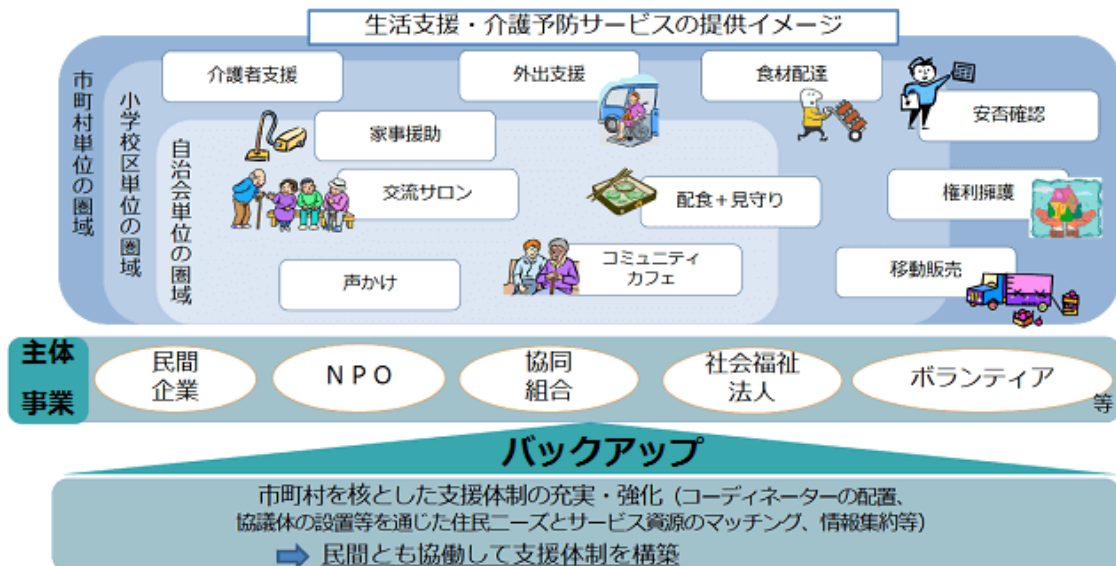 生活支援・介護予防サービスの提供イメージ
市町村単位の圏域
小学校区単位の圏域
自治会単位の圏域
介護者支援
外出支援
食材配達
安否確認
家事援助
交流サロン
配食＋見守り
権利擁護
声かけ
コミュニティ
カフェ
移動販売
主体
事業
民間
企業
ＮＰＯ
協同
組合
社会福祉
法人
ボランティア
等
バックアップ
市町村を核とした支援体制の充実・強化（コーディネーターの配置、
協議体の設置等を通じた住民ニーズとサービス資源のマッチング、情報集約等）
民間とも協働して支援体制を構築